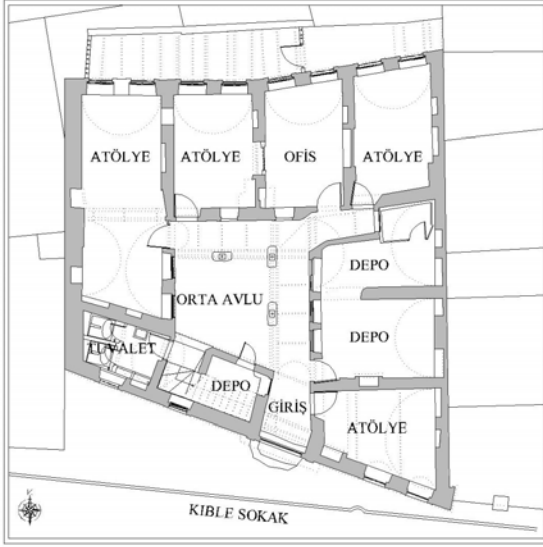 ATÖLYE
ATÖLYE
OFİS
ATÖLYE
DEPO
ORTA AVLU
DEPO
TUVALET
DEPO
GİRİŞ
ATÖLYE
KIBLE SOKAK